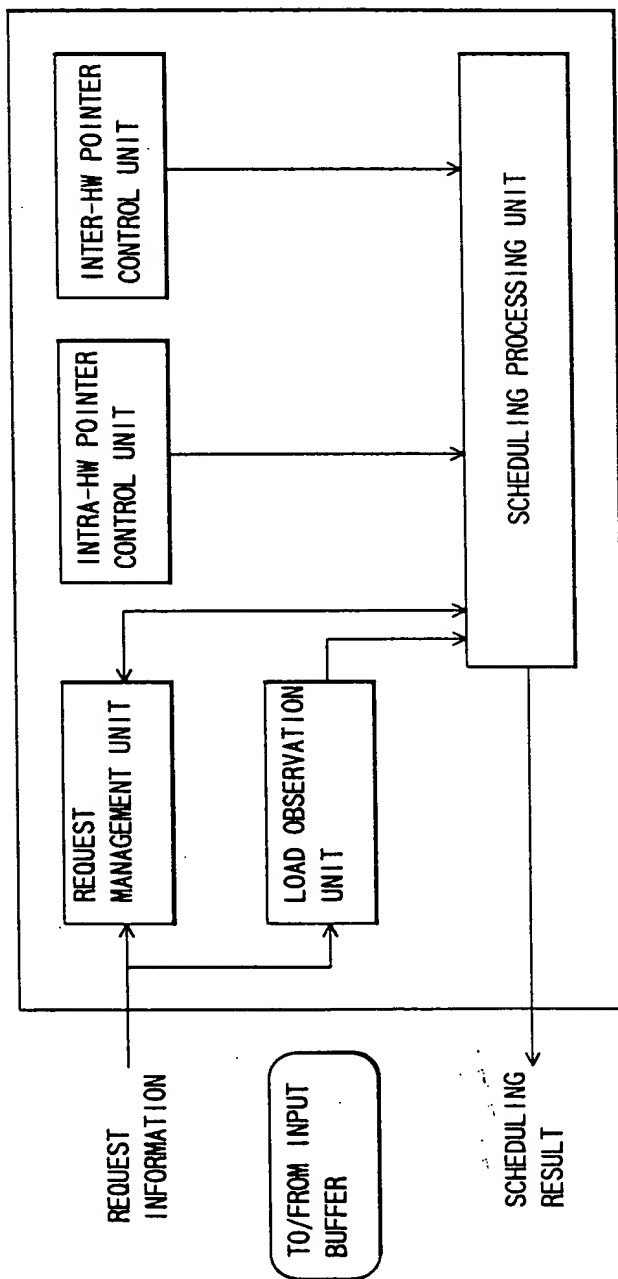 REQUEST
INFORMATION
TO/FROM INPUT
BUFFER
SCHEDULING
RESULT
REQUEST
MANAGEMENT UNIT
LOAD OBSERVATION
UNIT
INTRA-HW POINTER
CONTROL UNIT
INTER-HW POINTER
CONTROL UNIT
SCHEDULING PROCESSING UNIT